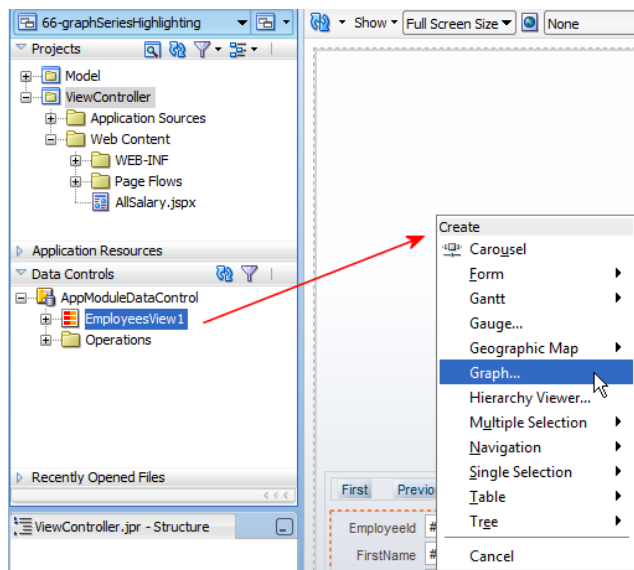 66-graphSeriesHighlighting
Show Full Screen Size None
Projects
Model
ViewController
Application Sources
Web Content
WEB-INF
Page Flows
AllSalary.jspx
Application Resources
Data Controls
AppModuleDataControl
EmployeesView1
Operations
Recently Opened Files
ViewController.jpr - Structure
Create
Carousel
Form
Gantt
Gauge...
Geographic Map
Graph...
Hierarchy Viewer...
Multiple Selection
Navigation
Single Selection
Table
Tree
Cancel
First Previo
EmployeeId #
FirstName #